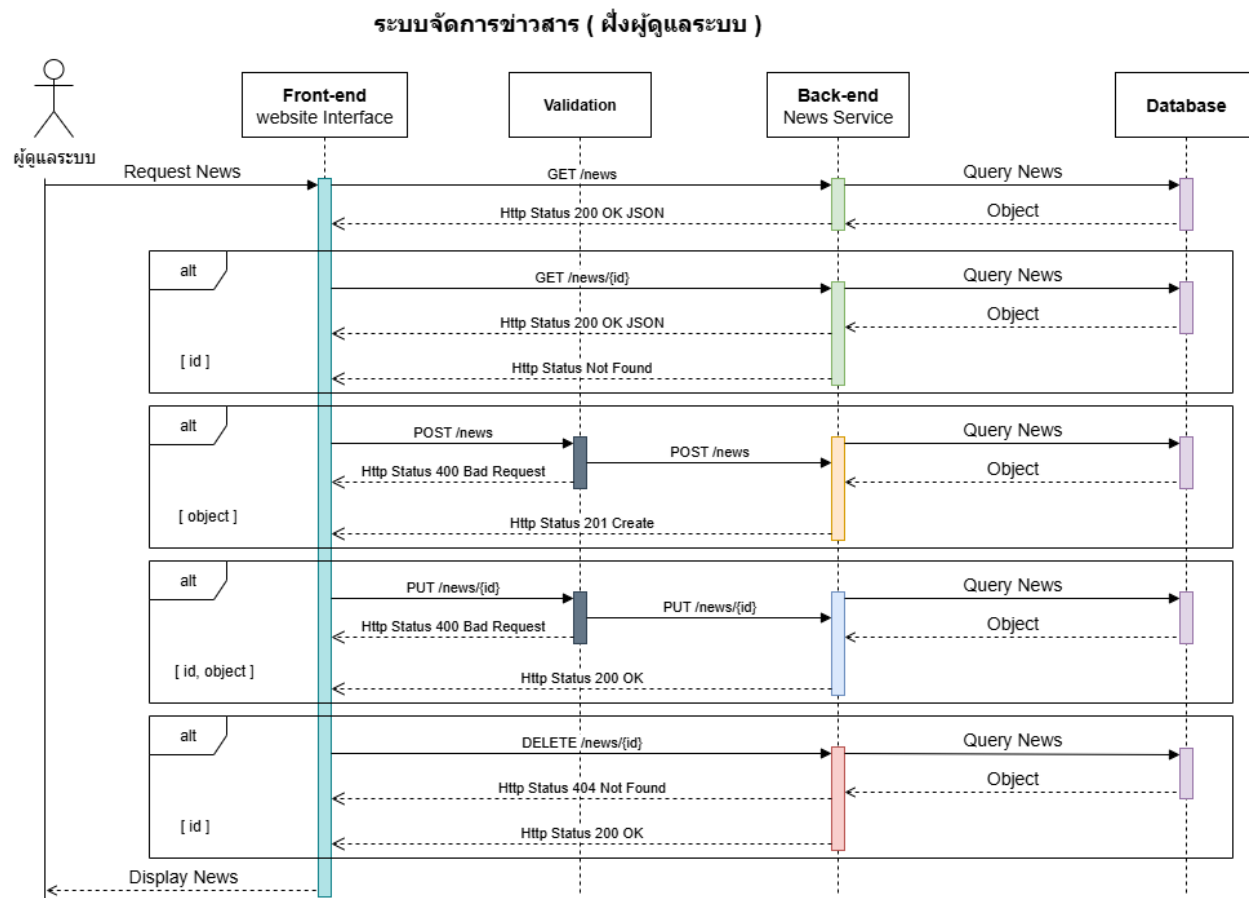 ระบบจัดการข่าวสาร ( ฝั่งผู้ดูแลระบบ )
ผู้ดูแลระบบ
Front-end
website Interface
Validation
Back-end
News Service
Database
Request News
GET /news
Query News
Http Status 200 OK JSON
Object
alt
GET /news/{id}
Query News
Http Status 200 OK JSON
Object
[ id ]
Http Status Not Found
alt
POST /news
Query News
POST /news
Http Status 400 Bad Request
Object
[ object ]
Http Status 201 Create
alt
PUT /news/{id}
Query News
PUT /news/{id}
Http Status 400 Bad Request
Object
[ id, object ]
Http Status 200 OK
alt
DELETE /news/{id}
Query News
Http Status 404 Not Found
Object
[ id ]
Http Status 200 OK
Display News